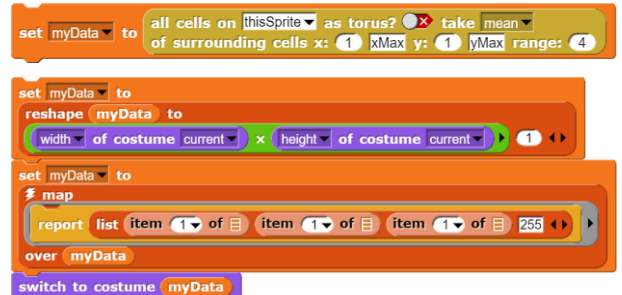 set myData to all cells on thisSprite as torus? take mean
of surrounding cells x: 1 xMax y: 1 yMax range: 4
set myData to
reshape myData to
width of costume current × height of costume current 1
set myData to
map
report list item 1 of item 1 of item 1 of 255
over myData
switch to costume myData